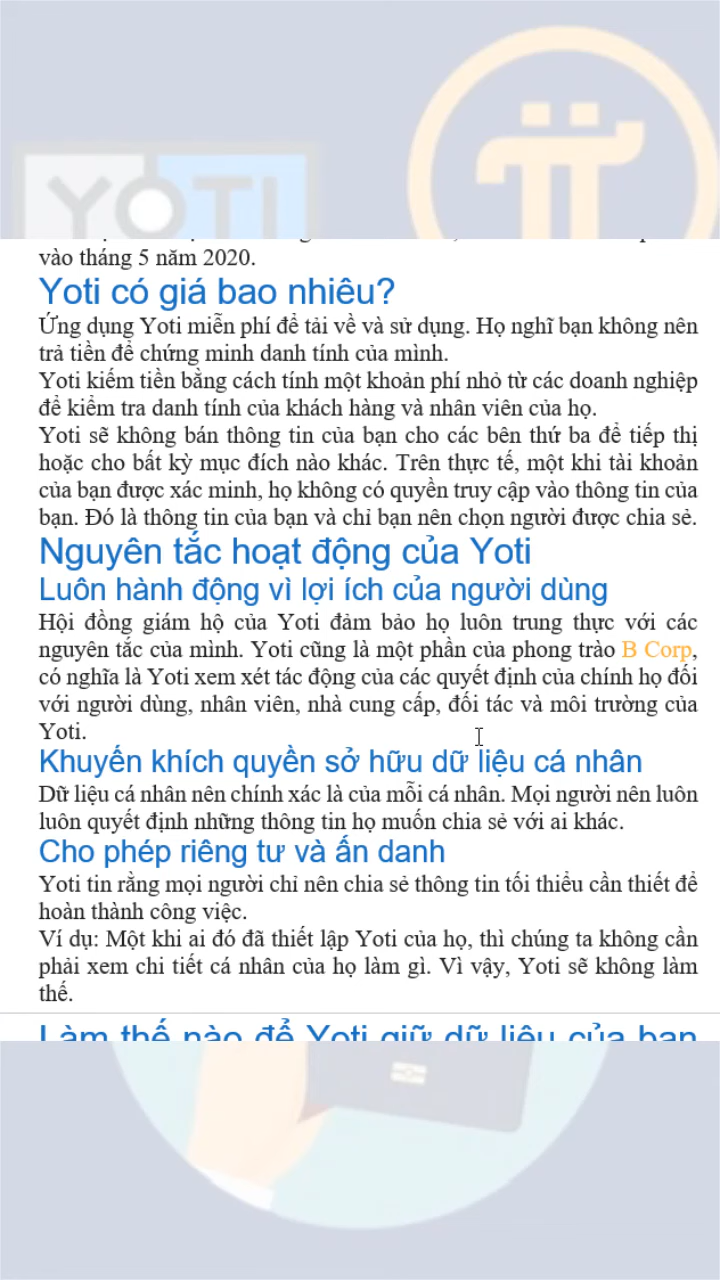 YOTI
vào tháng 5 năm 2020.
Yoti có giá bao nhiêu?
Ứng dụng Yoti miễn phí để tải về và sử dụng. Họ nghĩ bạn không nên
trả tiền để chứng minh danh tính của mình.
Yoti kiếm tiền bằng cách tính một khoản phí nhỏ từ các doanh nghiệp
để kiểm tra danh tính của khách hàng và nhân viên của họ.
Yoti sẽ không bán thông tin của bạn cho các bên thứ ba để tiếp thị
hoặc cho bất kỳ mục đích nào khác. Trên thực tế, một khi tài khoản
của bạn được xác minh, họ không có quyền truy cập vào thông tin của
bạn. Đó là thông tin của bạn và chỉ bạn nên chọn người được chia sẻ.
Nguyên tắc hoạt động của Yoti
Luôn hành động vì lợi ích của người dùng
Hội đồng giám hộ của Yoti đảm bảo họ luôn trung thực với các
nguyên tắc của mình. Yoti cũng là một phần của phong trào B Corp,
có nghĩa là Yoti xem xét tác động của các quyết định của chính họ đối
với người dùng, nhân viên, nhà cung cấp, đối tác và môi trường của
Yoti.
Khuyến khích quyền sở hữu dữ liệu cá nhân
Dữ liệu cá nhân nên chính xác là của mỗi cá nhân. Mọi người nên luôn
luôn quyết định những thông tin họ muốn chia sẻ với ai khác.
Cho phép riêng tư và ẩn danh
Yoti tin rằng mọi người chỉ nên chia sẻ thông tin tối thiểu cần thiết để
hoàn thành công việc.
Ví dụ: Một khi ai đó đã thiết lập Yoti của họ, thì chúng ta không cần
phải xem chi tiết cá nhân của họ làm gì. Vì vậy, Yoti sẽ không làm
thế.
Làm thế nào để Yoti giữ dữ liệu của bạn